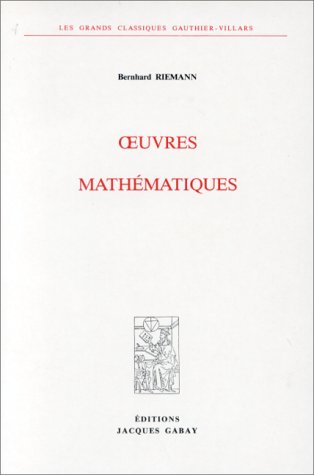 LES GRANDS CLASSIQUES GAUTHIER-VILLARS
Bernhard RIEMANN
ŒUVRES
MATHÉMATIQUES
ÉDITIONS
JACQUES GABAY